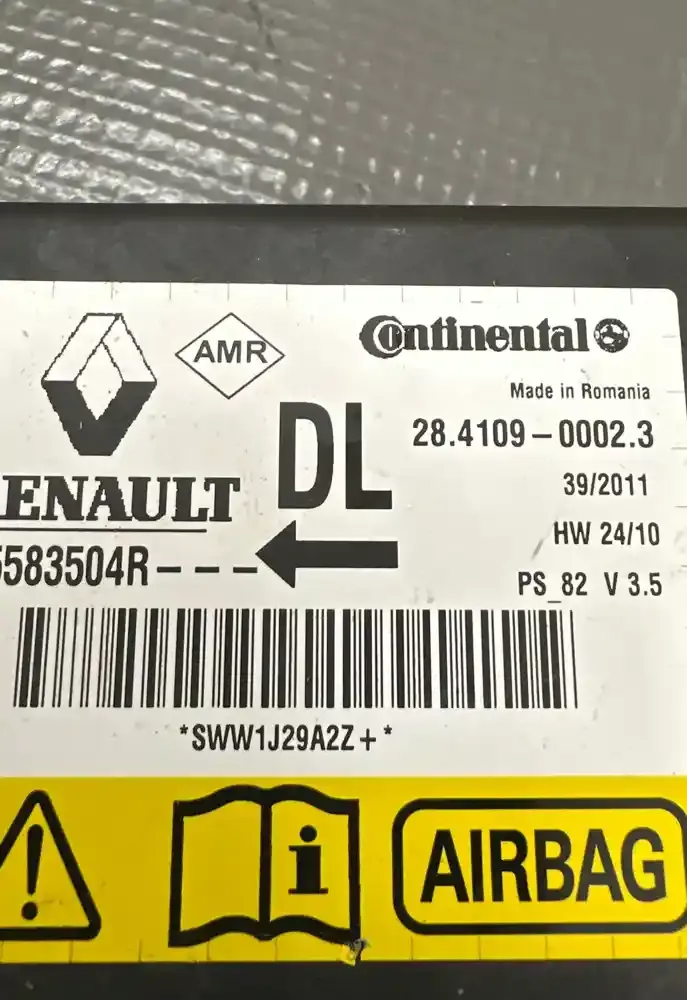 AMR
Continental
Made in Romania
DL
28.4109-0002.3
39/2011
ENAULT
HW 24/10
5583504R---
PS_82 V 3.5
*SWW1J29A2Z+*
! i AIRBAG